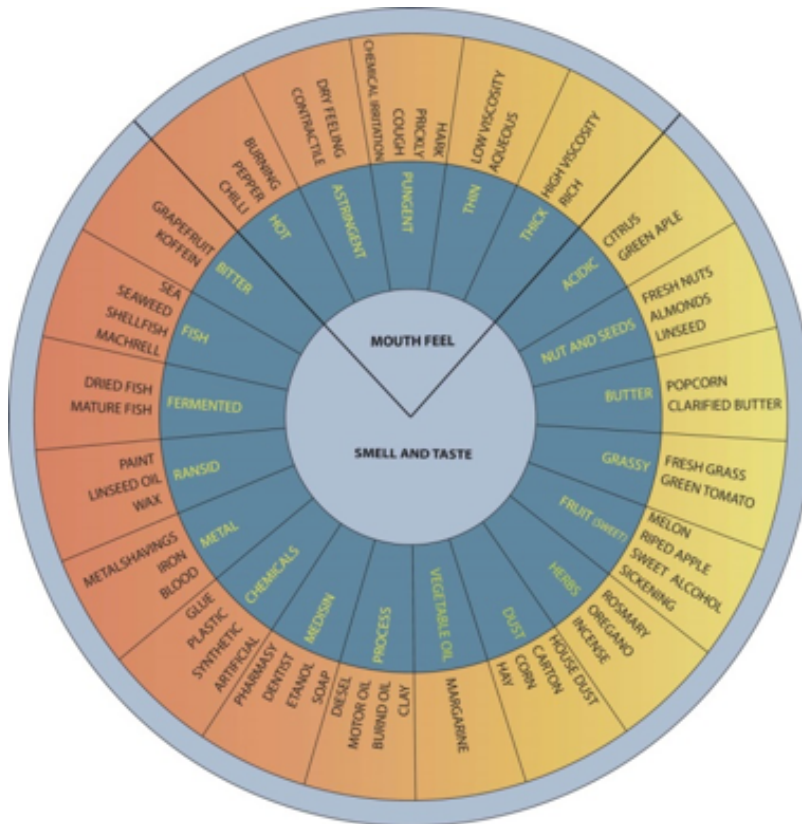 MOUTH FEEL
SMELL AND TASTE
HOT
BURNING
PEPPER
CHILLI
ASTRINGENT
DRY FEELING
CONTRACTILE
PUNGENT
CHEMICAL IRRITATION
COUGH
PRICKLY
HARK
THIN
LOW VISCOSITY
AQUEOUS
THICK
HIGH VISCOSITY
RICH
ACIDIC
CITRUS
GREEN APLE
NUT AND SEEDS
FRESH NUTS
ALMONDS
LINSEED
BUTTER
POPCORN
CLARIFIED BUTTER
GRASSY
FRESH GRASS
GREEN TOMATO
FRUIT (SWEET)
MELON
RIPED APPLE
SWEET ALCOHOL
SICKENING
HERBS
ROSMARY
OREGANO
INCENSE
DUST
HOUSE DUST
CARTON
CORN
HAY
VEGETABLE OIL
MARGARINE
PROCESS
CLAY
BURND OIL
MOTOR OIL
DIESEL
MEDISIN
SOAP
ETANOL
DENTIST
PHARMASY
CHEMICALS
GLUE
PLASTIC
SYNTHETIC
ARTIFICIAL
METAL
METALSHAVINGS
IRON
BLOOD
RANSID
PAINT
LINSEED OIL
WAX
FERMENTED
DRIED FISH
MATURE FISH
FISH
SEA
SEAWEED
SHELLFISH
MACHRELL
BITTER
GRAPEFRUIT
KOFFEIN